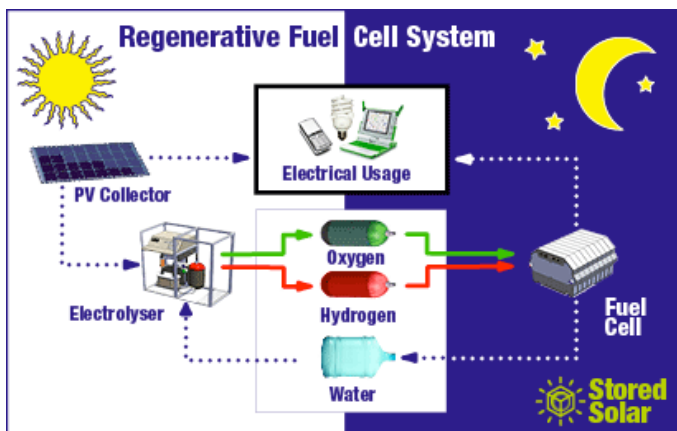 Regenerative Fuel Cell System
Electrical Usage
PV Collector
Oxygen
Electrolyser
Hydrogen
Fuel
Cell
Water
Stored
Solar